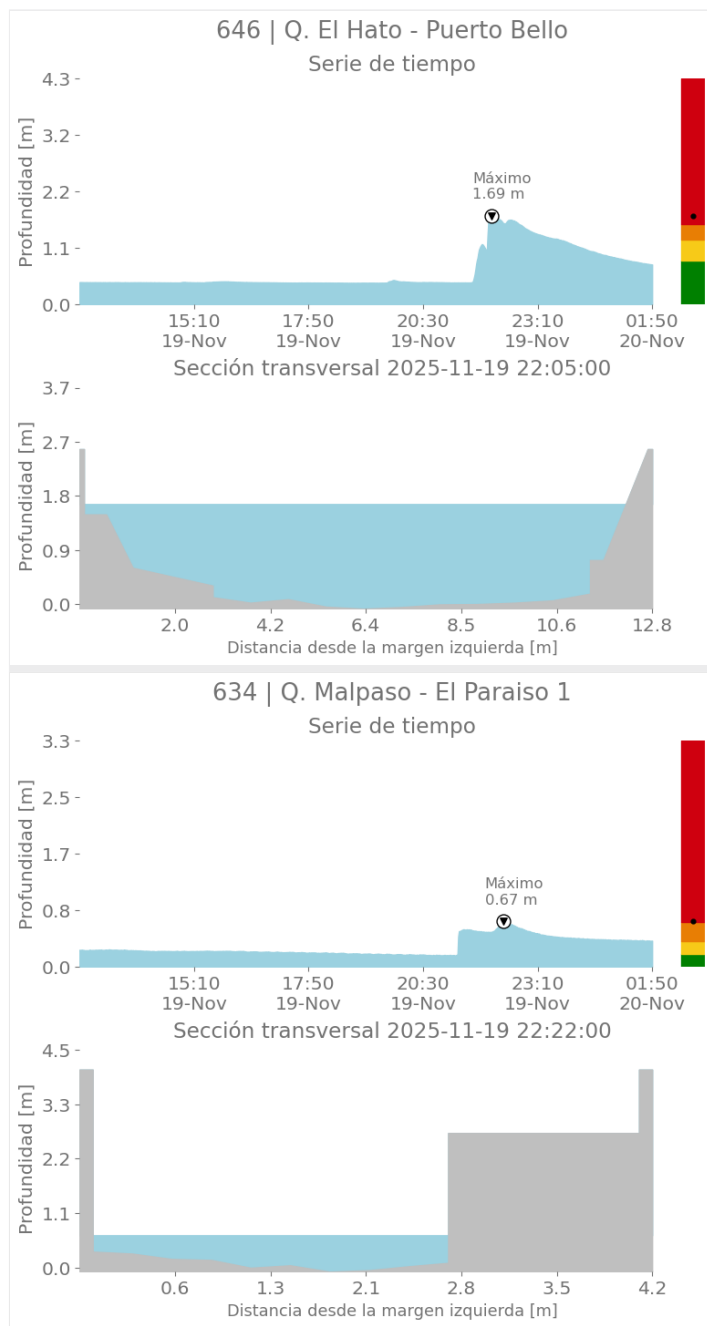 646 | Q. El Hato - Puerto Bello
Serie de tiempo
Profundidad [m]
4.3
3.2
2.2
1.1
0.0
Máximo
1.69 m
15:10 17:50 20:30 23:10 01:50
19-Nov 19-Nov 19-Nov 19-Nov 20-Nov
Sección transversal 2025-11-19 22:05:00
Profundidad [m]
3.7
2.7
1.8
0.9
0.0
2.0 4.2 6.4 8.5 10.6 12.8
Distancia desde la margen izquierda [m]
634 | Q. Malpaso - El Paraiso 1
Serie de tiempo
Profundidad [m]
3.3
2.5
1.7
0.8
0.0
Máximo
0.67 m
15:10 17:50 20:30 23:10 01:50
19-Nov 19-Nov 19-Nov 19-Nov 20-Nov
Sección transversal 2025-11-19 22:22:00
Profundidad [m]
4.5
3.3
2.2
1.1
0.0
0.6 1.3 2.1 2.8 3.5 4.2
Distancia desde la margen izquierda [m]